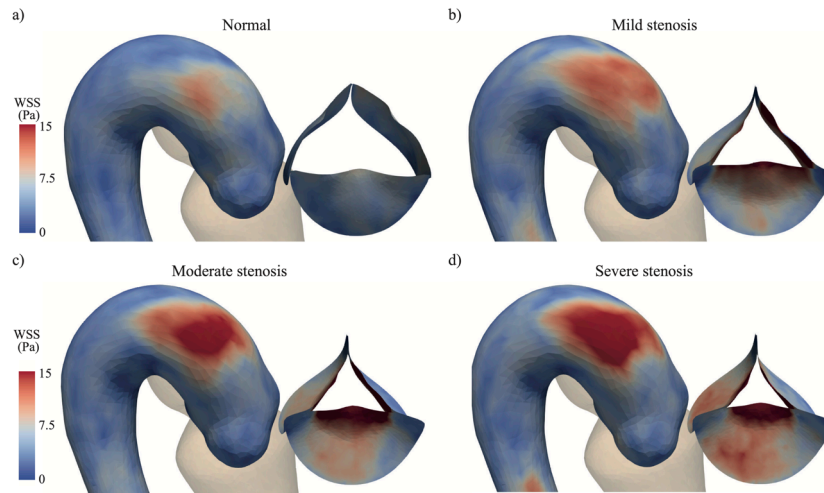 a)
Normal
b)
Mild stenosis
WSS
(Pa)
15
7.5
0
c)
Moderate stenosis
d)
Severe stenosis
WSS
(Pa)
15
7.5
0